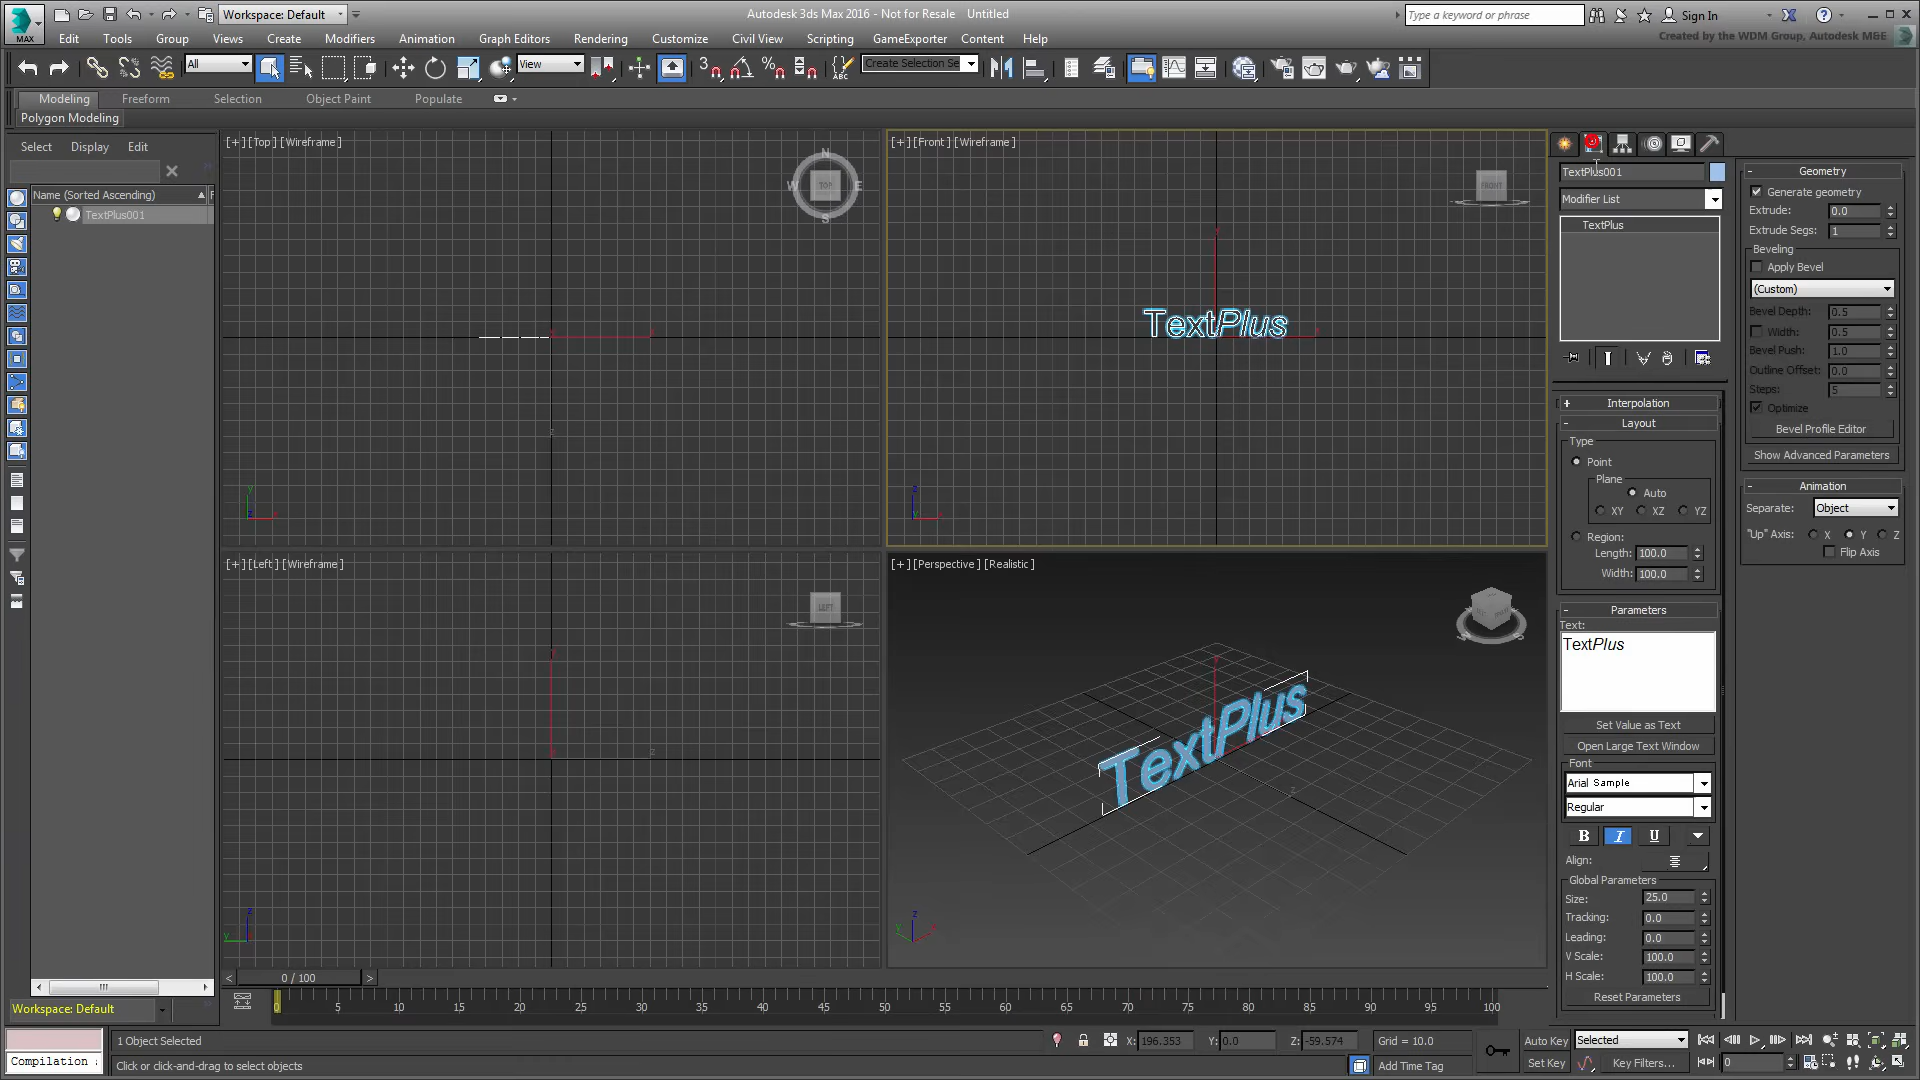 Workspace: Default
Autodesk 3ds Max 2016 - Not for Resale    Untitled
Type a keyword or phrase
Sign In
MAX
Edit Tools Group Views Create Modifiers Animation Graph Editors Rendering Customize Civil View Scripting GameExporter Content Help
Created by the WDM Group, Autodesk M&E
All
View
3
ABC
Create Selection Se
Modeling Freeform Selection Object Paint Populate
Polygon Modeling
Select Display Edit
Name (Sorted Ascending)
TextPlus001
[+] [Top] [Wireframe]
N
W TOP E
S
[+] [Front] [Wireframe]
FRONT
TextPlus
[+] [Left] [Wireframe]
LEFT
[+] [Perspective] [Realistic]
TextPlus
TextPlus001
Modifier List
TextPlus
+ Interpolation
- Layout
Type
Point
Plane
Auto
XY XZ YZ
Region:
Length: 100.0
Width: 100.0
- Parameters
Text:
TextPlus
Set Value as Text
Open Large Text Window
Font
Arial Sample
Regular
B I U
Align:
Global Parameters
Size: 25.0
Tracking: 0.0
Leading: 0.0
V Scale: 100.0
H Scale: 100.0
Reset Parameters
- Geometry
Generate geometry
Extrude: 0.0
Extrude Segs: 1
Beveling
Apply Bevel
(Custom)
Bevel Depth: 0.5
Width: 0.5
Bevel Push: 1.0
Outline Offset: 0.0
Steps: 5
Optimize
Bevel Profile Editor
Show Advanced Parameters
- Animation
Separate: Object
"Up" Axis: X Y Z
Flip Axis
< 0 / 100 >
0 5 10 15 20 25 30 35 40 45 50 55 60 65 70 75 80 85 90 95 100
Workspace: Default
1 Object Selected
X: 196.353 Y: 0.0 Z: -59.574 Grid = 10.0
Auto Key Selected
Compilation
Click or click-and-drag to select objects
Add Time Tag
Set Key Key Filters... 0